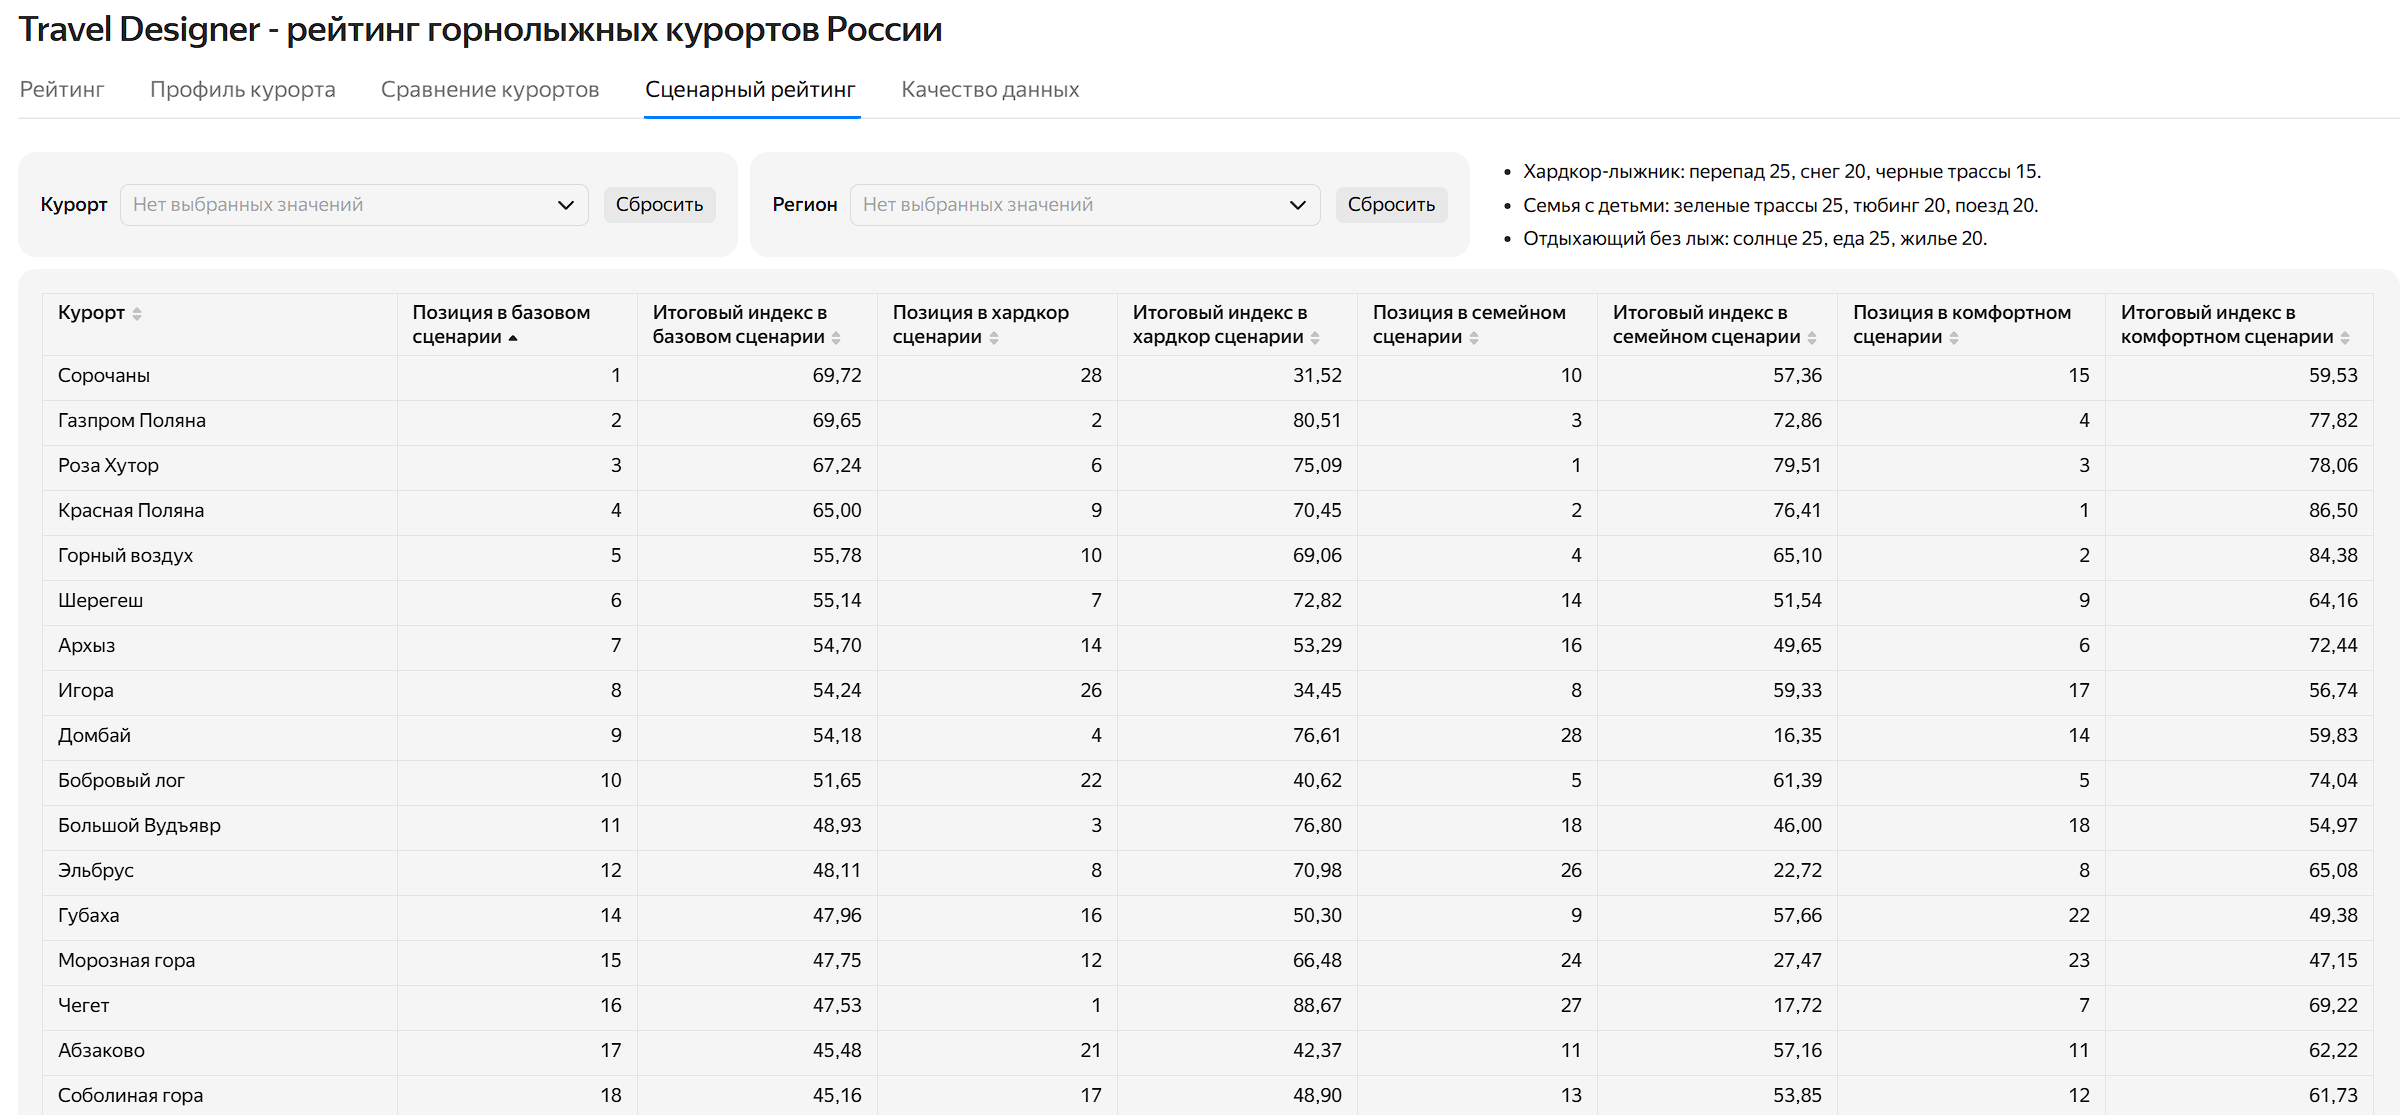 Travel Designer - рейтинг горнолыжных курортов России
Рейтинг Профиль курорта Сравнение курортов Сценарный рейтинг Качество данных
Курорт Нет выбранных значений Сбросить Регион Нет выбранных значений Сбросить
• Хардкор-лыжник: перепад 25, снег 20, черные трассы 15.
• Семья с детьми: зеленые трассы 25, тюбинг 20, поезд 20.
• Отдыхающий без лыж: солнце 25, еда 25, жилье 20.
Курорт Позиция в базовом сценарии Итоговый индекс в базовом сценарии Позиция в хардкор сценарии Итоговый индекс в хардкор сценарии Позиция в семейном сценарии Итоговый индекс в семейном сценарии Позиция в комфортном сценарии Итоговый индекс в комфортном сценарии
Сорочаны 1 69,72 28 31,52 10 57,36 15 59,53
Газпром Поляна 2 69,65 2 80,51 3 72,86 4 77,82
Роза Хутор 3 67,24 6 75,09 1 79,51 3 78,06
Красная Поляна 4 65,00 9 70,45 2 76,41 1 86,50
Горный воздух 5 55,78 10 69,06 4 65,10 2 84,38
Шерегеш 6 55,14 7 72,82 14 51,54 9 64,16
Архыз 7 54,70 14 53,29 16 49,65 6 72,44
Игора 8 54,24 26 34,45 8 59,33 17 56,74
Домбай 9 54,18 4 76,61 28 16,35 14 59,83
Бобровый лог 10 51,65 22 40,62 5 61,39 5 74,04
Большой Вудъявр 11 48,93 3 76,80 18 46,00 18 54,97
Эльбрус 12 48,11 8 70,98 26 22,72 8 65,08
Губаха 14 47,96 16 50,30 9 57,66 22 49,38
Морозная гора 15 47,75 12 66,48 24 27,47 23 47,15
Чегет 16 47,53 1 88,67 27 17,72 7 69,22
Абзаково 17 45,48 21 42,37 11 57,16 11 62,22
Соболиная гора 18 45,16 17 48,90 13 53,85 12 61,73